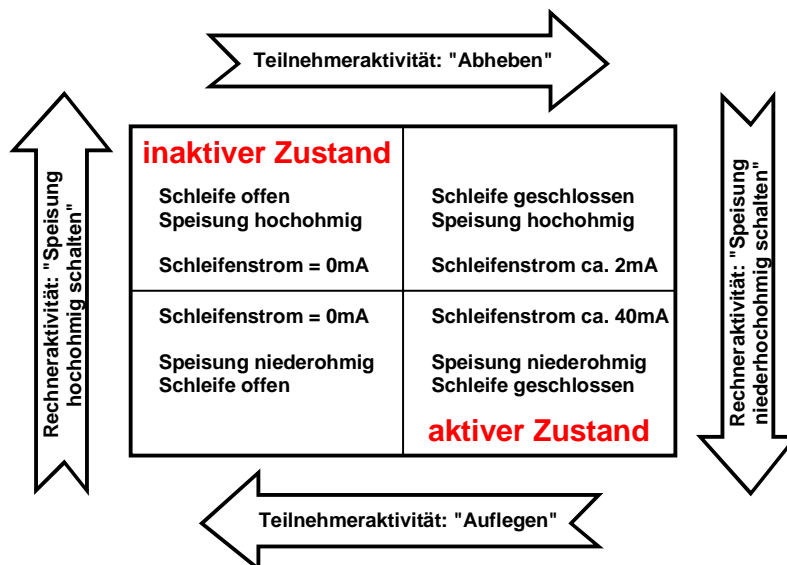 Teilnehmeraktivität: "Abheben"
Rechneraktivität: "Speisung
hochohmig schalten"
inaktiver Zustand
Schleife offen
Speisung hochohmig
Schleifenstrom = 0mA
Schleife geschlossen
Speisung hochohmig
Schleifenstrom ca. 2mA
Schleifenstrom = 0mA
Speisung niederohmig
Schleife offen
Schleifenstrom ca. 40mA
Speisung niederohmig
Schleife geschlossen
aktiver Zustand
Rechneraktivität: "Speisung
niederhochohmig schalten"
Teilnehmeraktivität: "Auflegen"